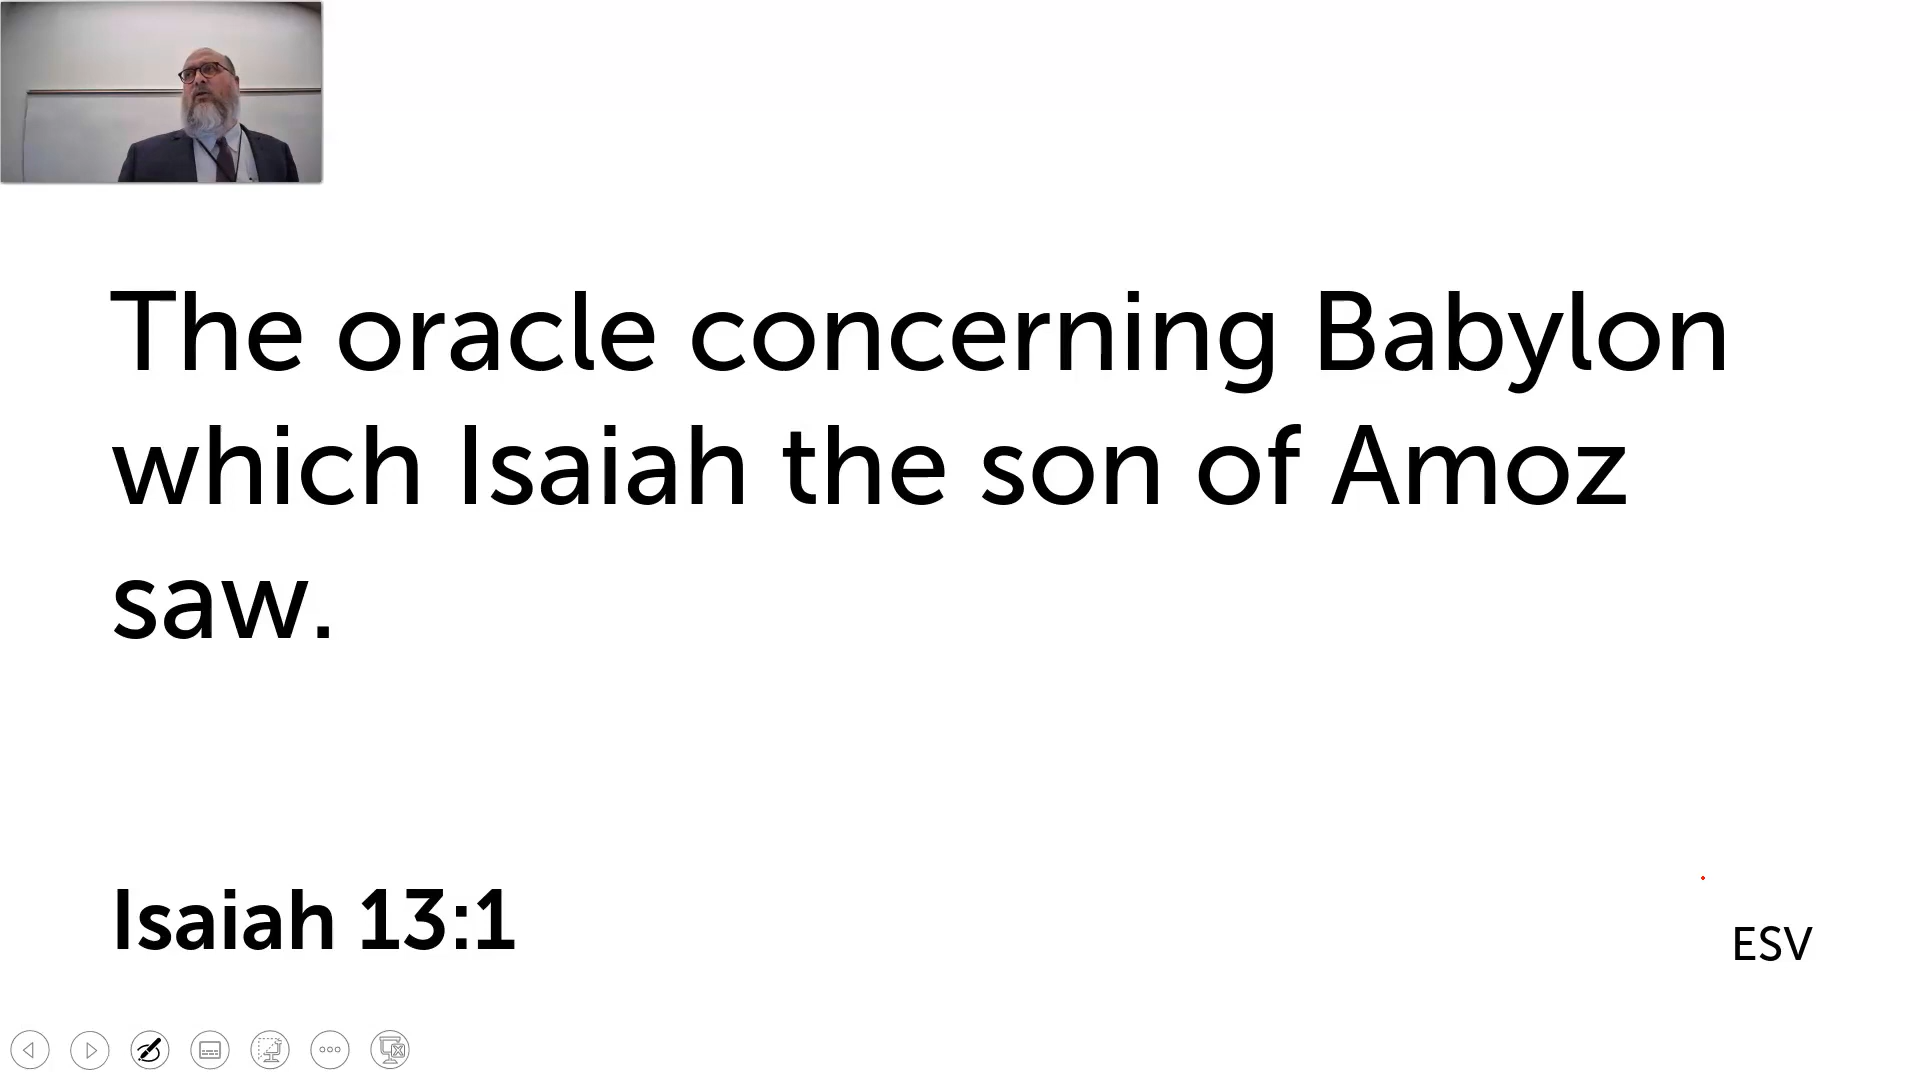 The oracle concerning Babylon
which Isaiah the son of Amoz
saw.
Isaiah 13:1
ESV